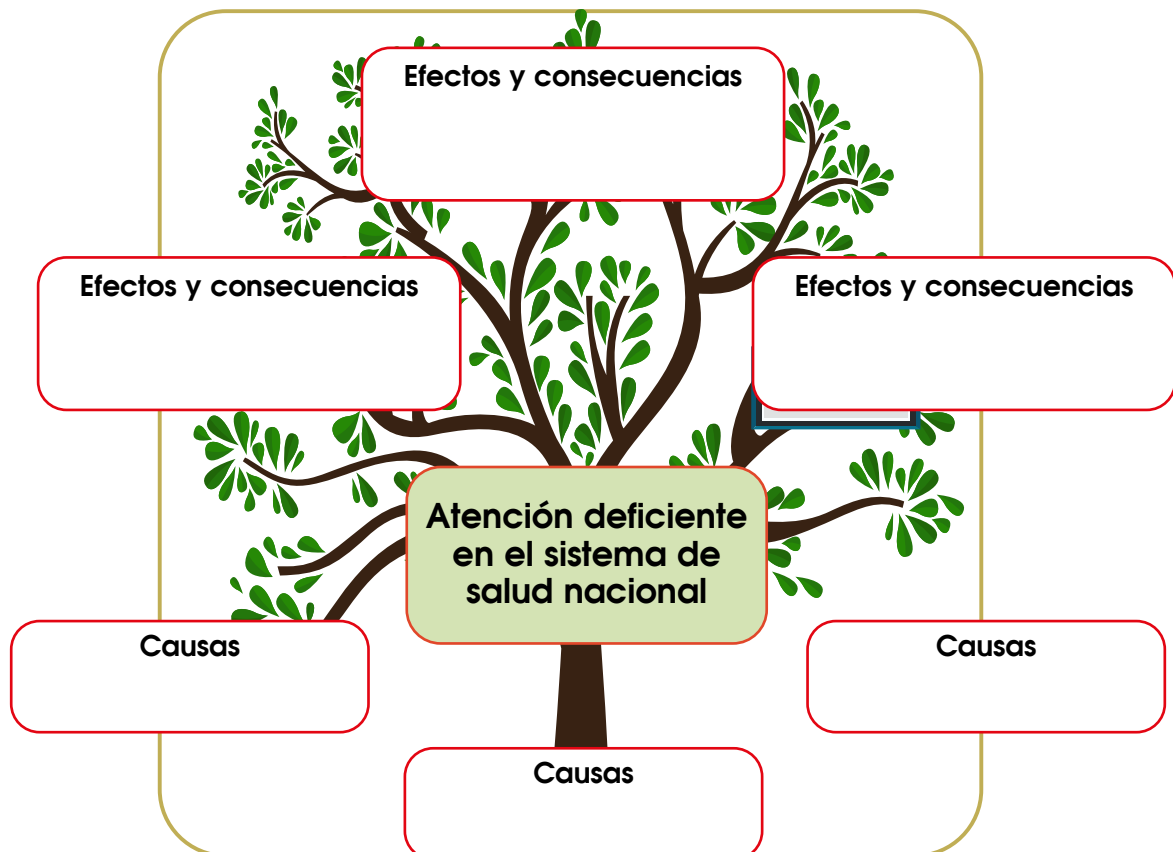 Efectos y consecuencias
Efectos y consecuencias
Efectos y consecuencias
Atención deficiente
en el sistema de
salud nacional
Causas
Causas
Causas